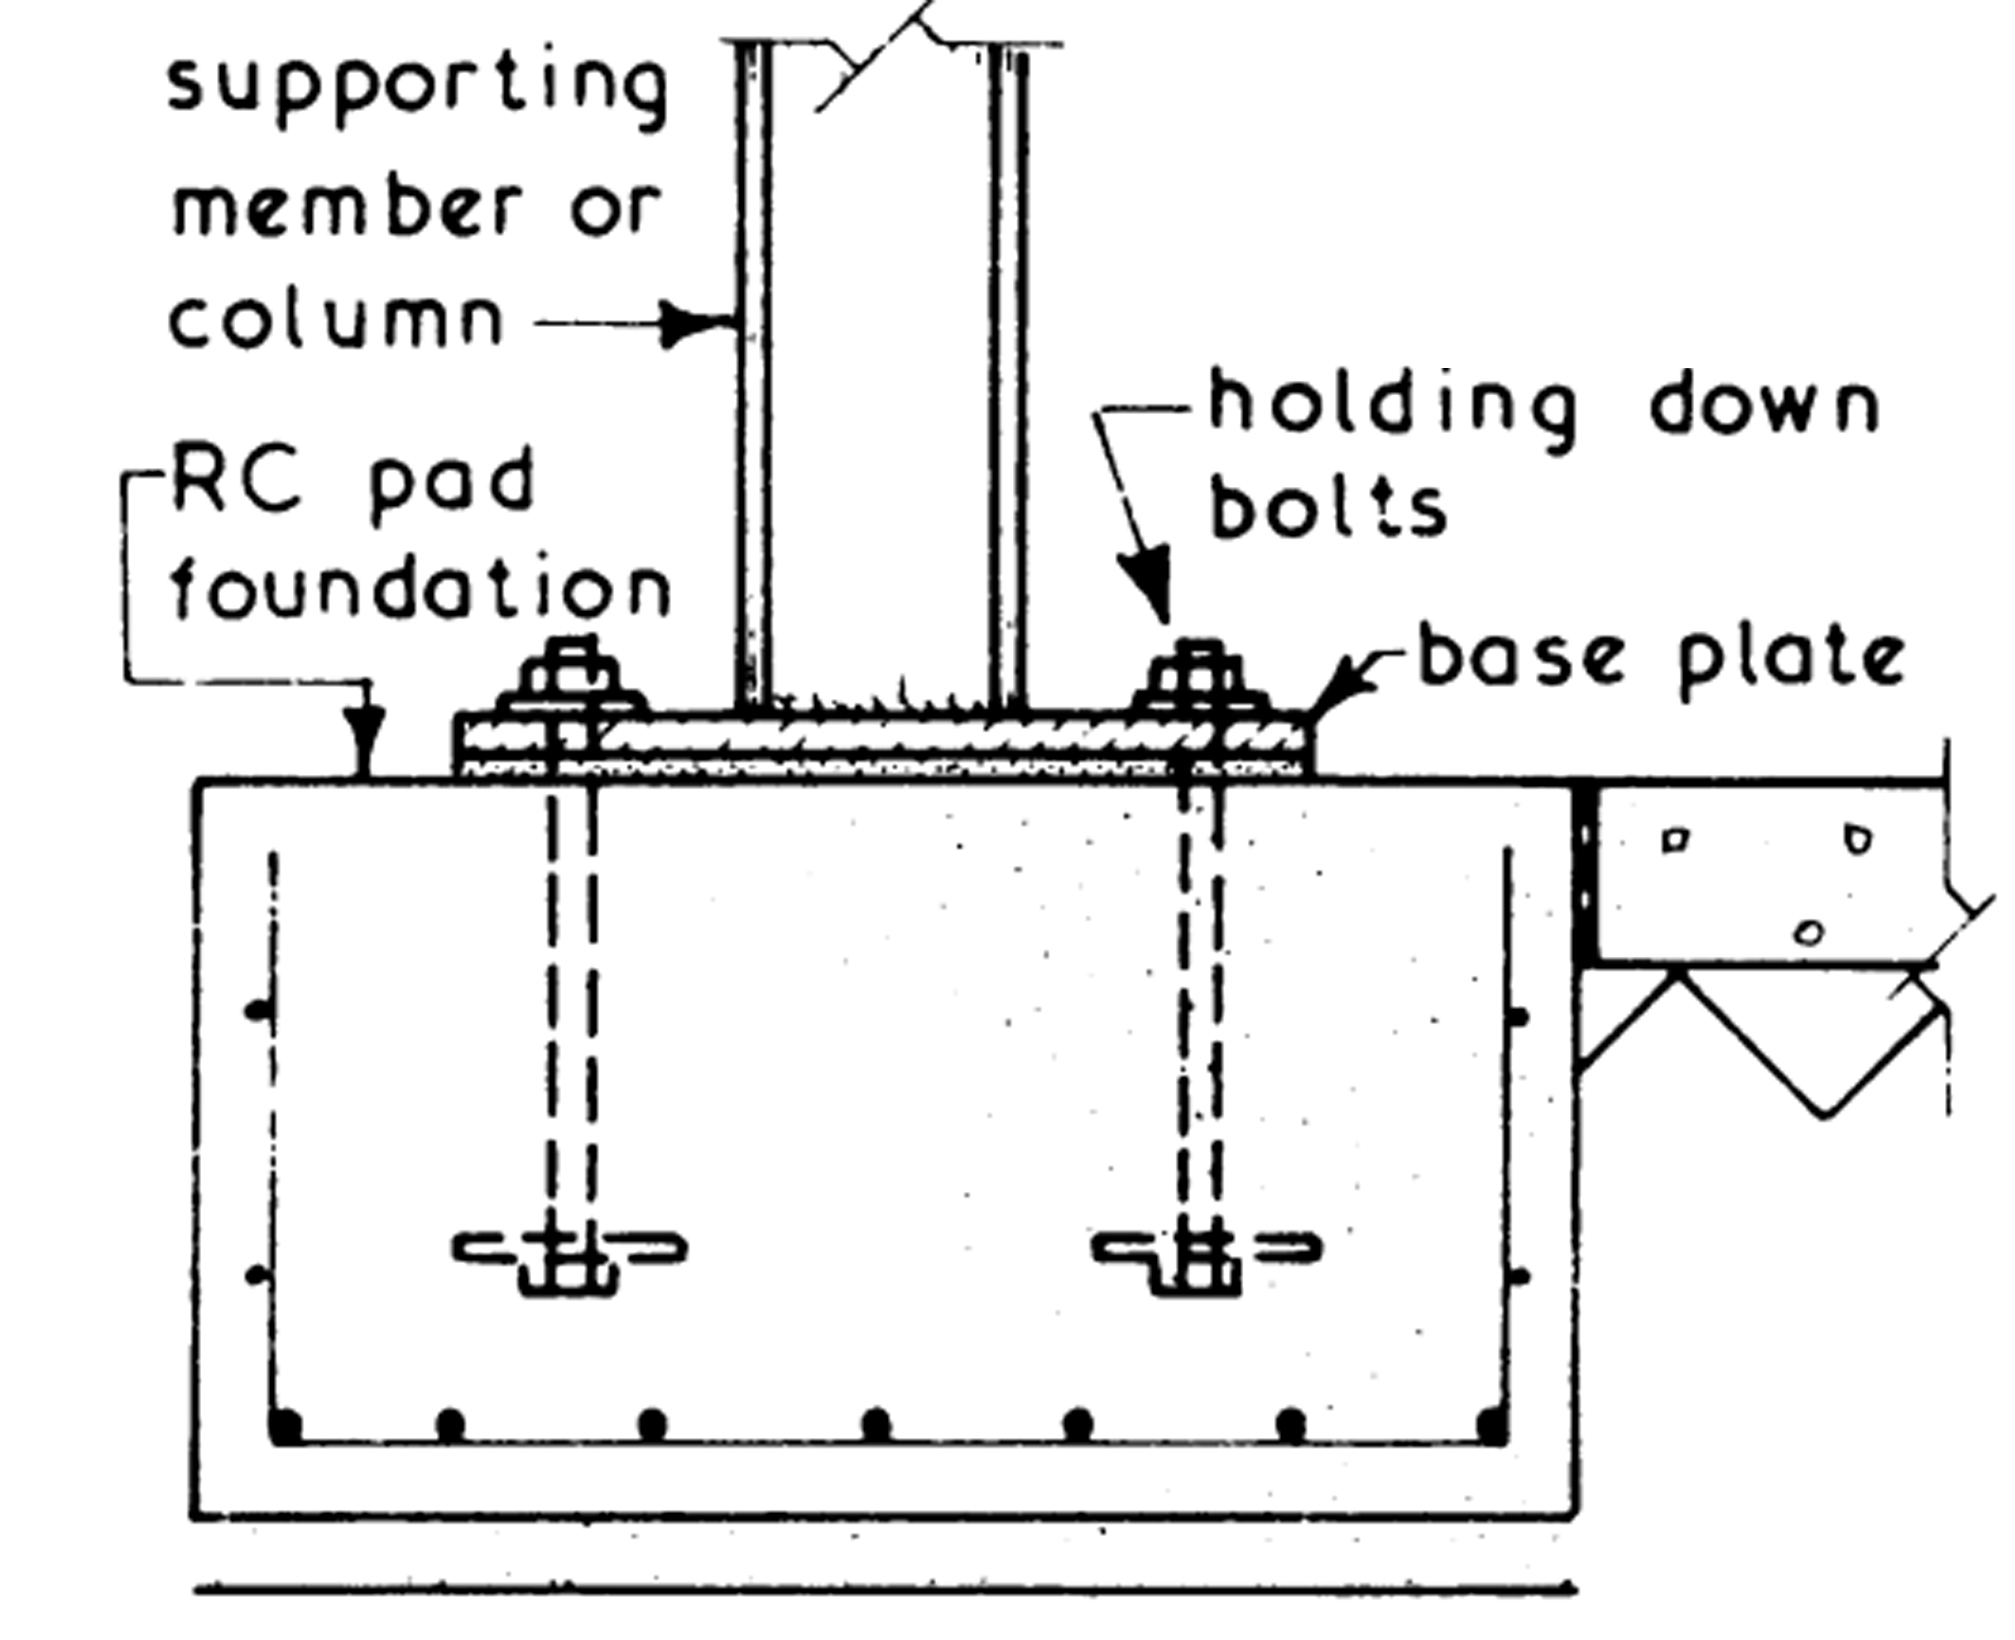 supporting
member or
column
holding down
bolts
RC pad
foundation
base plate